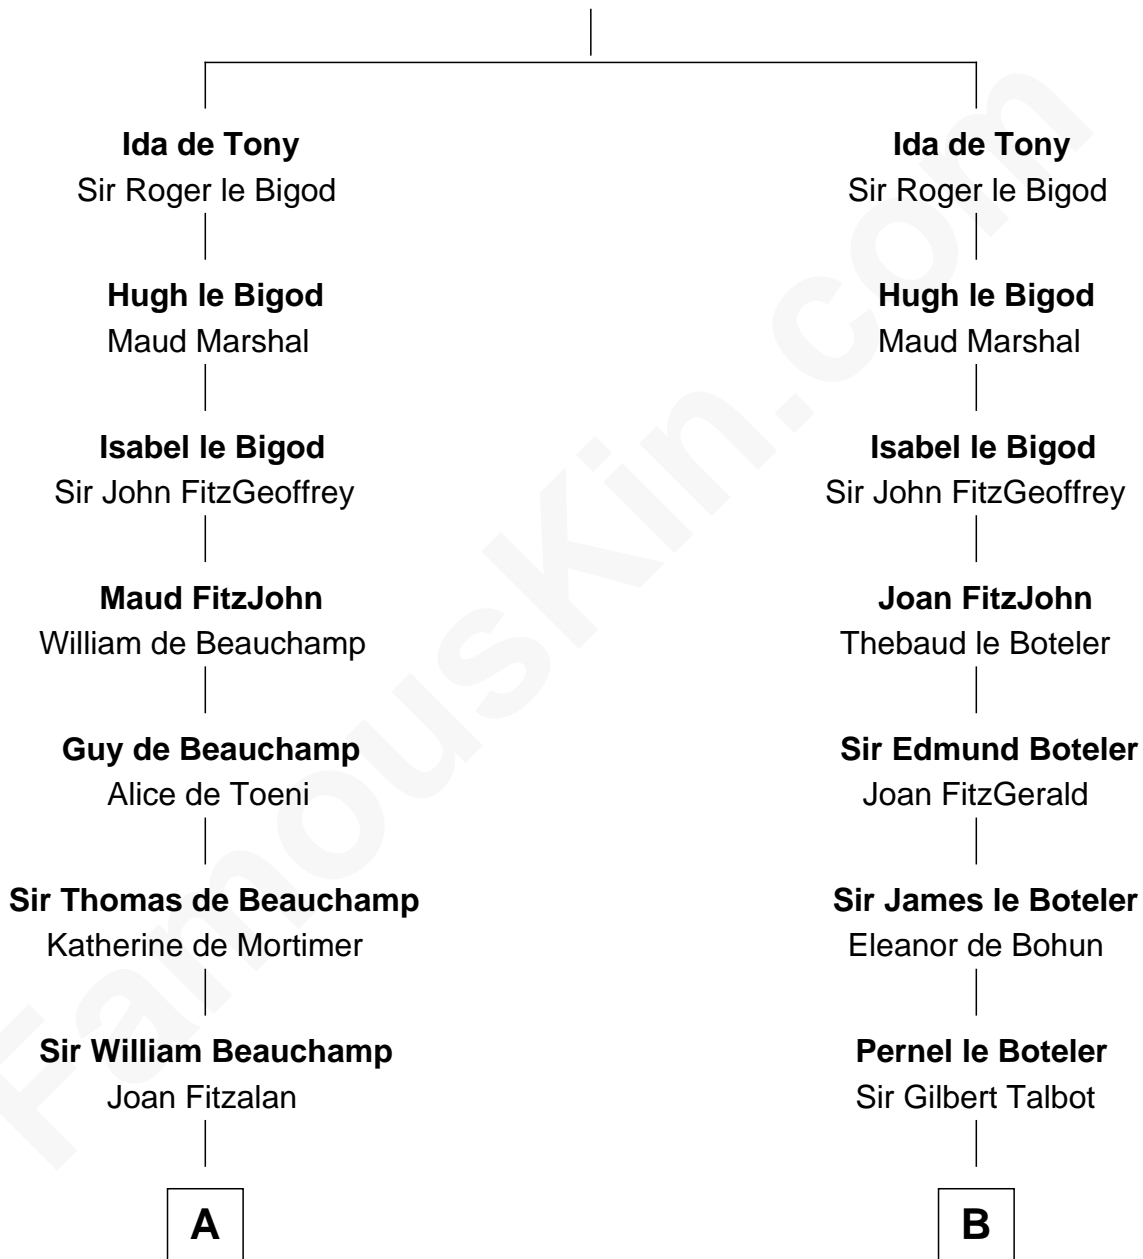 Ida de Tony
Sir Roger le Bigod
Hugh le Bigod
Maud Marshal
Isabel le Bigod
Sir John FitzGeoffrey
Maud FitzJohn
William de Beauchamp
Guy de Beauchamp
Alice de Toeni
Sir Thomas de Beauchamp
Katherine de Mortimer
Sir William Beauchamp
Joan Fitzalan
A
Ida de Tony
Sir Roger le Bigod
Hugh le Bigod
Maud Marshal
Isabel le Bigod
Sir John FitzGeoffrey
Joan FitzJohn
Thebaud le Boteler
Sir Edmund Boteler
Joan FitzGerald
Sir James le Boteler
Eleanor de Bohun
Pernel le Boteler
Sir Gilbert Talbot
B
FamousKin.com